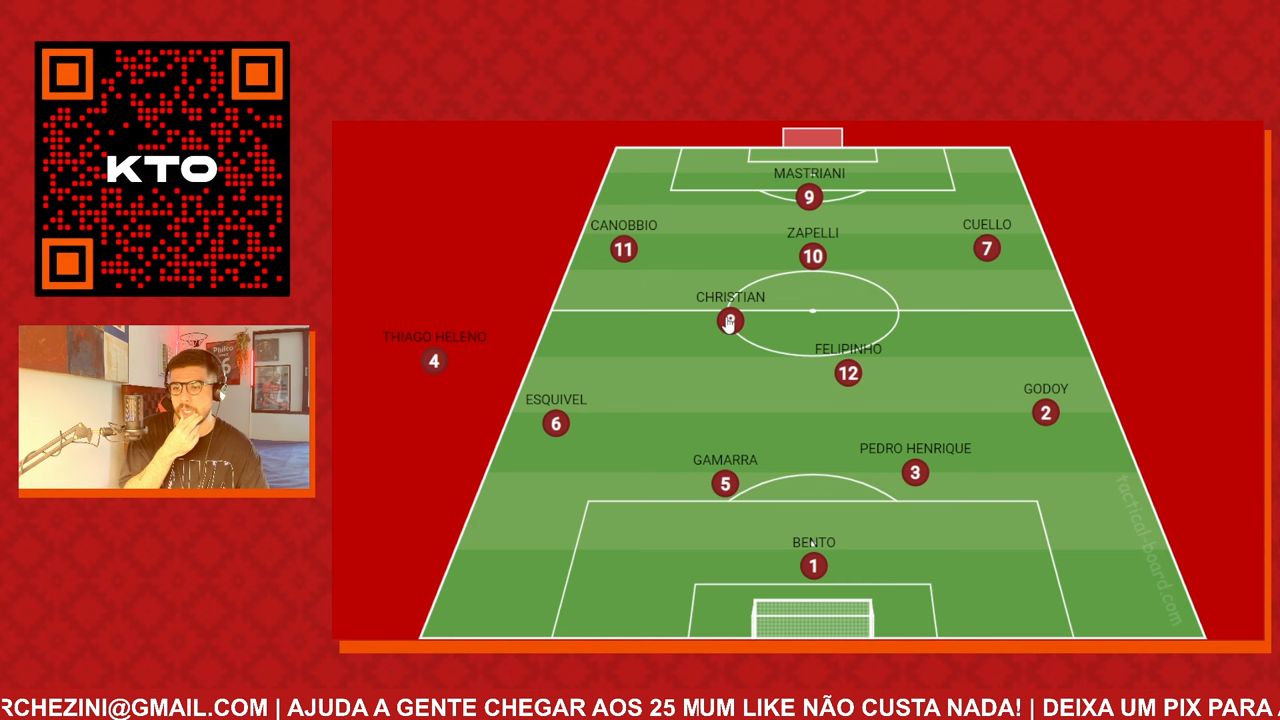 KTO
Philco
MASTRIANI
9
CANOBBIO
11
ZAPELLI
10
CUELLO
7
CHRISTIAN
THIAGO HELENO
4
FELIPINHO
12
ESQUIVEL
6
GODOY
2
GAMARRA
5
PEDRO HENRIQUE
3
BENTO
1
tactical-board.com
RCHEZINI@GMAIL.COM | AJUDA A GENTE CHEGAR AOS 25 MUM LIKE NÃO CUSTA NADA! | DEIXA UM PIX PARA